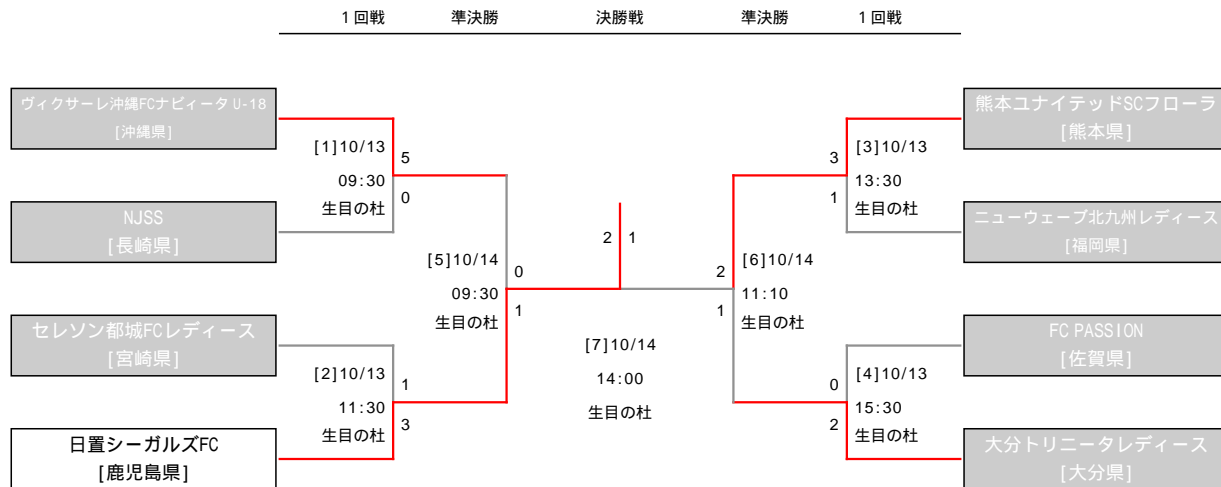 1回戦 準決勝 決勝戦 準決勝 1回戦
ヴィクサーレ沖縄FCナビィータ U-18
[沖縄県]
[1]10/13
09:30
生目の杜
5
0
NJSS
[長崎県]
[5]10/14
09:30
生目の杜
0
1
セレソン都城FCレディース
[宮崎県]
[2]10/13
11:30
生目の杜
1
3
日置シーガルズFC
[鹿児島県]
2 1
[7]10/14
14:00
生目の杜
熊本ユナイテッドSCフローラ
[熊本県]
3
1
[3]10/13
13:30
生目の杜
ニューウェーブ北九州レディース
[福岡県]
2
1
[6]10/14
11:10
生目の杜
FC PASSION
[佐賀県]
0
2
[4]10/13
15:30
生目の杜
大分トリニータレディース
[大分県]